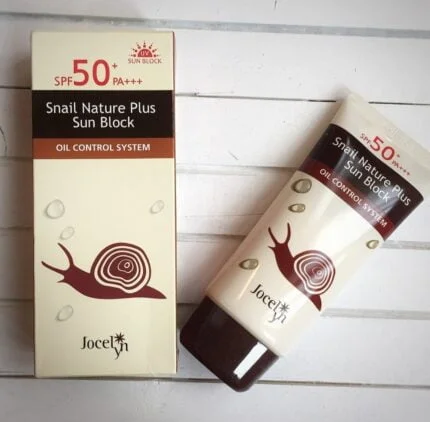 UV
SUN BLOCK
SPF50+ PA+++
Snail Nature Plus
Sun Block
OIL CONTROL SYSTEM
Jocelyn
SPF50+ PA+++
Snail Nature Plus
Sun Block
OIL CONTROL SYSTEM
Jocelyn